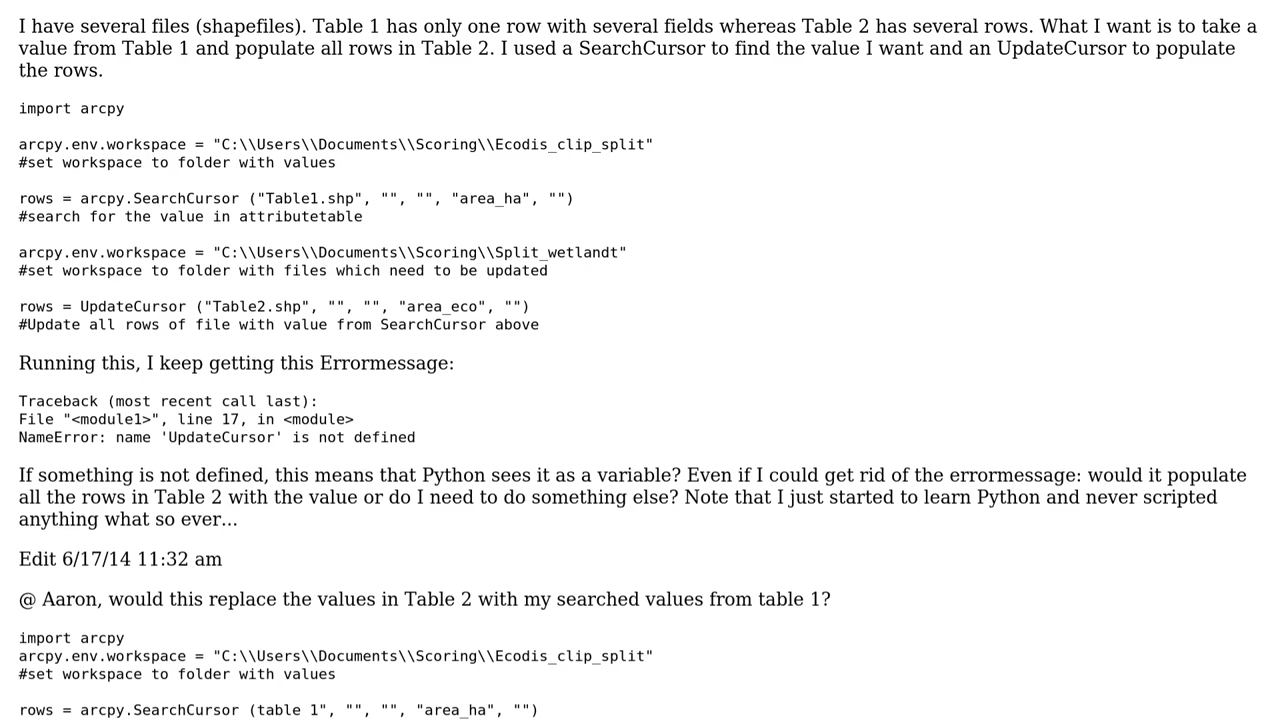 I have several files (shapefiles). Table 1 has only one row with several fields whereas Table 2 has several rows. What I want is to take a
value from Table 1 and populate all rows in Table 2. I used a SearchCursor to find the value I want and an UpdateCursor to populate
the rows.
import arcpy
arcpy.env.workspace = "C:\\Users\\Documents\\Scoring\\Ecodis_clip_split"
#set workspace to folder with values
rows = arcpy.SearchCursor ("Table1.shp", "", "", "area_ha", "")
#search for the value in attributetable
arcpy.env.workspace = "C:\\Users\\Documents\\Scoring\\Split_wetlandt"
#set workspace to folder with files which need to be updated
rows = UpdateCursor ("Table2.shp", "", "", "area_eco", "")
#Update all rows of file with value from SearchCursor above
Running this, I keep getting this Errormessage:
Traceback (most recent call last):
File "<module1>", line 17, in <module>
NameError: name 'UpdateCursor' is not defined
If something is not defined, this means that Python sees it as a variable? Even if I could get rid of the errormessage: would it populate
all the rows in Table 2 with the value or do I need to do something else? Note that I just started to learn Python and never scripted
anything what so ever...
Edit 6/17/14 11:32 am
@ Aaron, would this replace the values in Table 2 with my searched values from table 1?
import arcpy
arcpy.env.workspace = "C:\\Users\\Documents\\Scoring\\Ecodis_clip_split"
#set workspace to folder with values
rows = arcpy.SearchCursor (table 1", "", "", "area_ha", "")